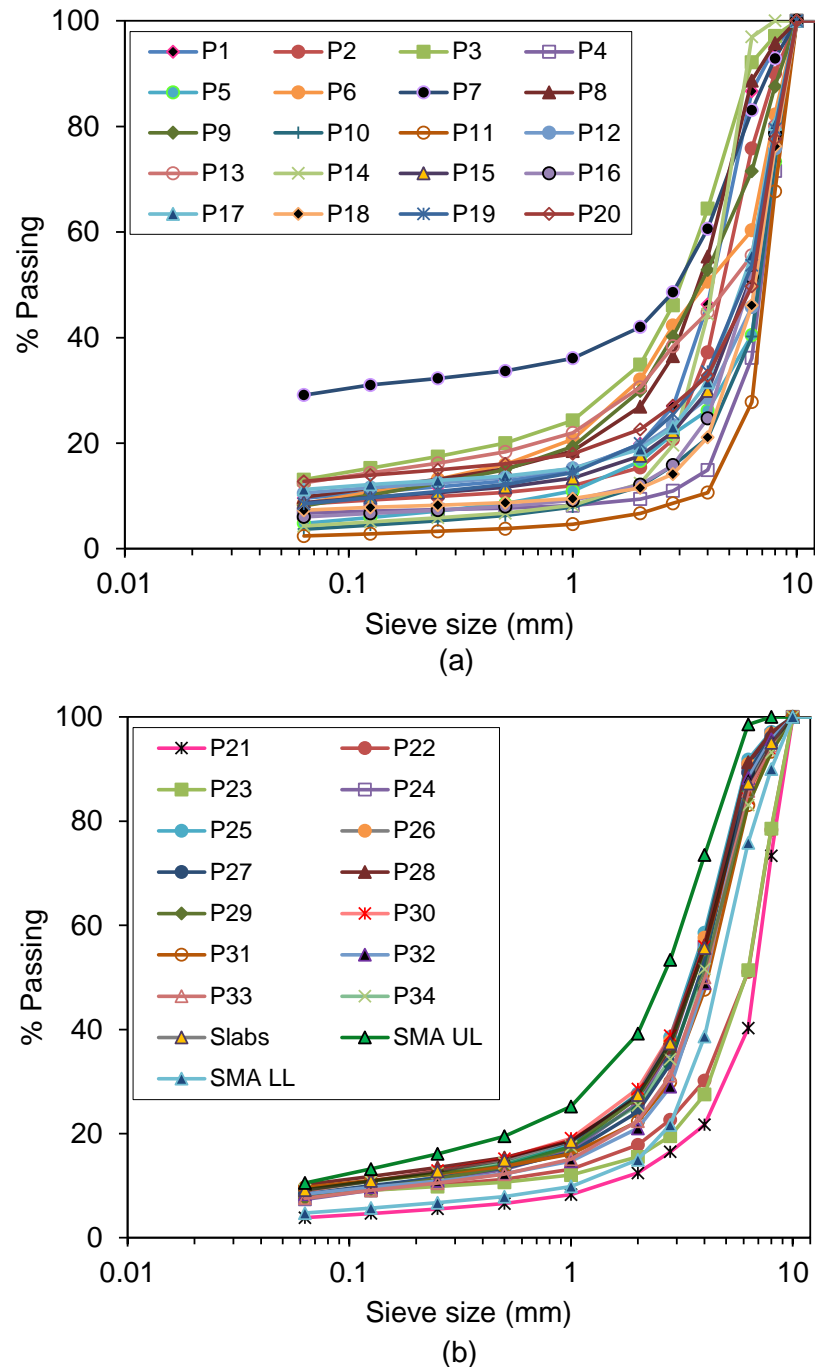 100
80
60
40
20
0
% Passing
P1 P2 P3 P4
P5 P6 P7 P8
P9 P10 P11 P12
P13 P14 P15 P16
P17 P18 P19 P20
0.01 0.1 1 10
Sieve size (mm)
(a)
100
80
60
40
20
0
% Passing
P21 P22
P23 P24
P25 P26
P27 P28
P29 P30
P31 P32
P33 P34
Slabs SMA UL
SMA LL
0.01 0.1 1 10
Sieve size (mm)
(b)